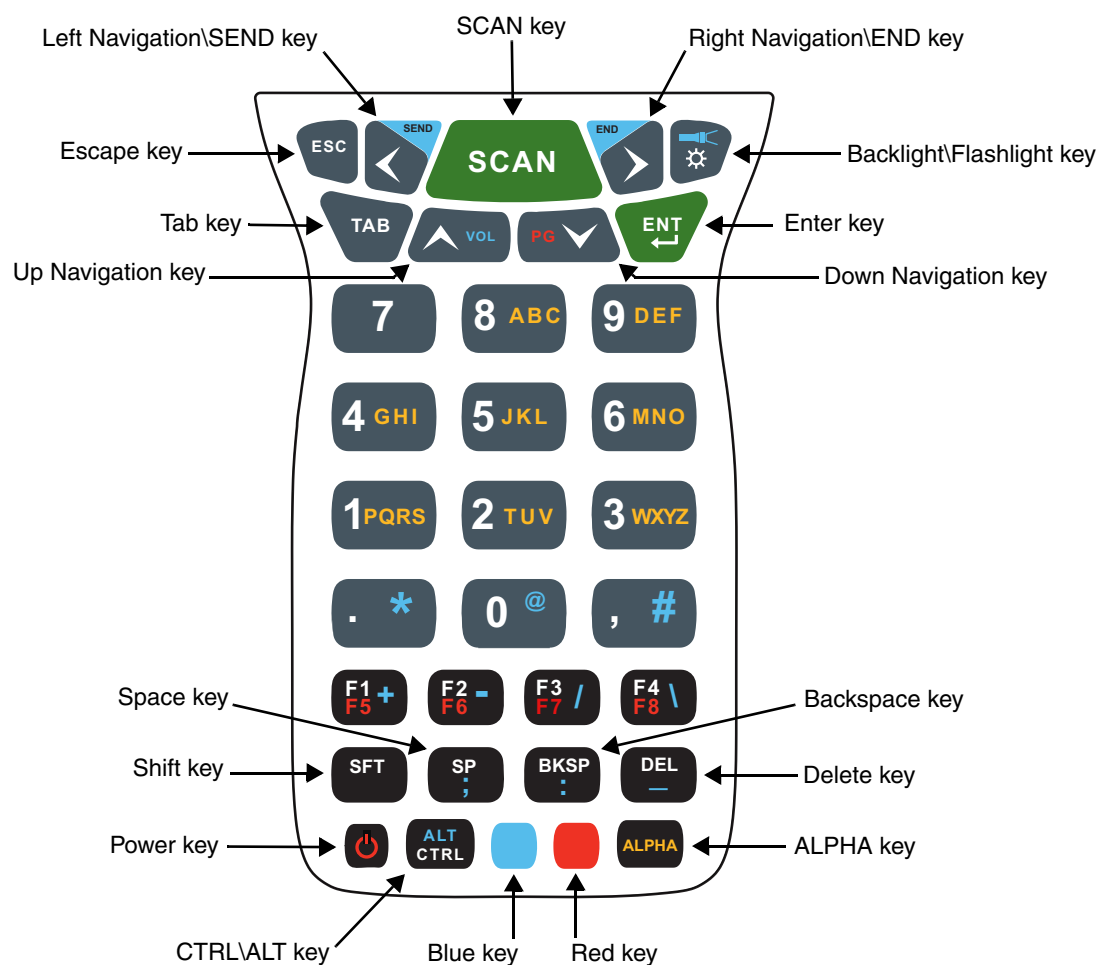 SCAN key
Left Navigation\SEND key
Right Navigation\END key
SEND
END
ESC
SCAN
Escape key
Backlight\Flashlight key
Tab key
TAB
VOL
PG
ENT
Enter key
Up Navigation key
Down Navigation key
7
8 ABC
9 DEF
4 GHI
5 JKL
6 MNO
1 PQRS
2 TUV
3 WXYZ
. *
0 @
, #
F1 +
F5
F2 -
F6
F3 /
F7
F4 \
F8
Space key
Backspace key
Shift key
SFT
SP
;
BKSP
:
DEL
_
Delete key
Power key
ALT
CTRL
ALPHA
ALPHA key
CTRL\ALT key
Blue key
Red key